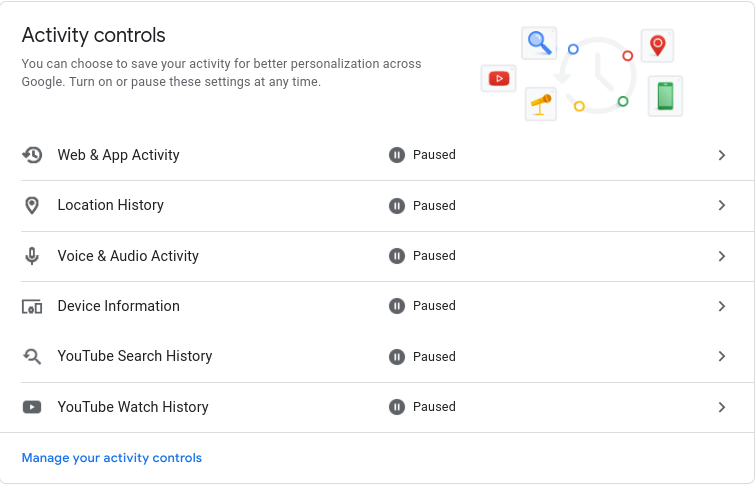 Activity controls
You can choose to save your activity for better personalization across
Google. Turn on or pause these settings at any time.
Web & App Activity Paused
Location History Paused
Voice & Audio Activity Paused
Device Information Paused
YouTube Search History Paused
YouTube Watch History Paused
Manage your activity controls